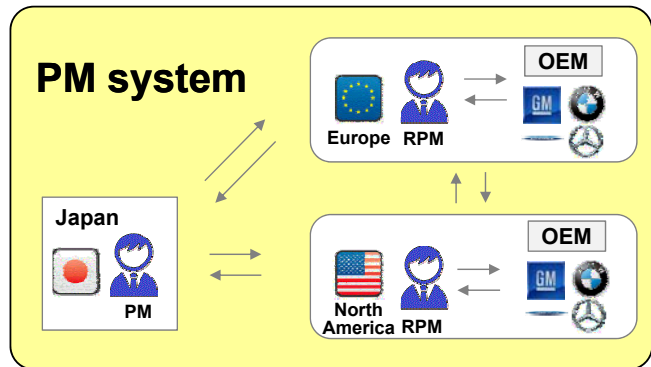 PM system
OEM
GM
Europe RPM
Japan
PM
OEM
GM
North
America RPM